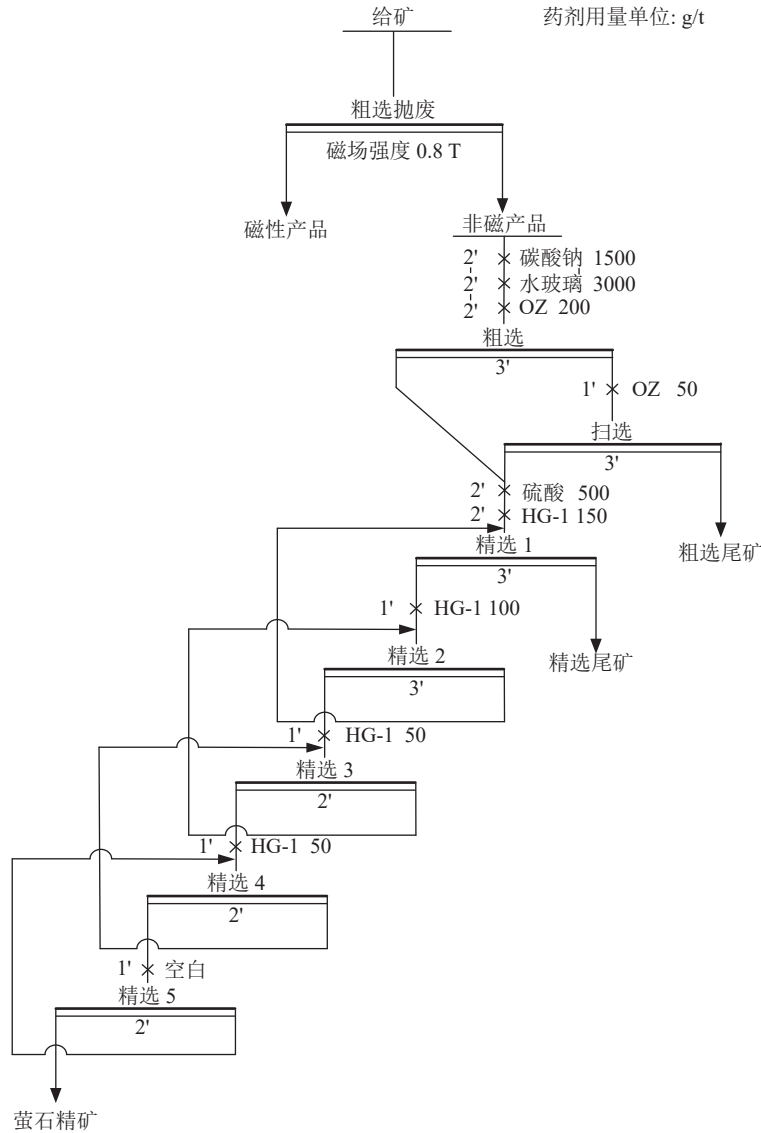 给矿
药剂用量单位: g/t
粗选抛废
磁场强度 0.8 T
磁性产品
非磁产品
2' 碳酸钠 1500
2' 水玻璃 3000
2' OZ 200
粗选
3'
1' OZ 50
扫选
3'
2' 硫酸 500
2' HG-1 150
精选 1
粗选尾矿
3'
1' HG-1 100
精选 2
精选尾矿
3'
1' HG-1 50
精选 3
2'
1' HG-1 50
精选 4
2'
1' 空白
精选 5
2'
萤石精矿